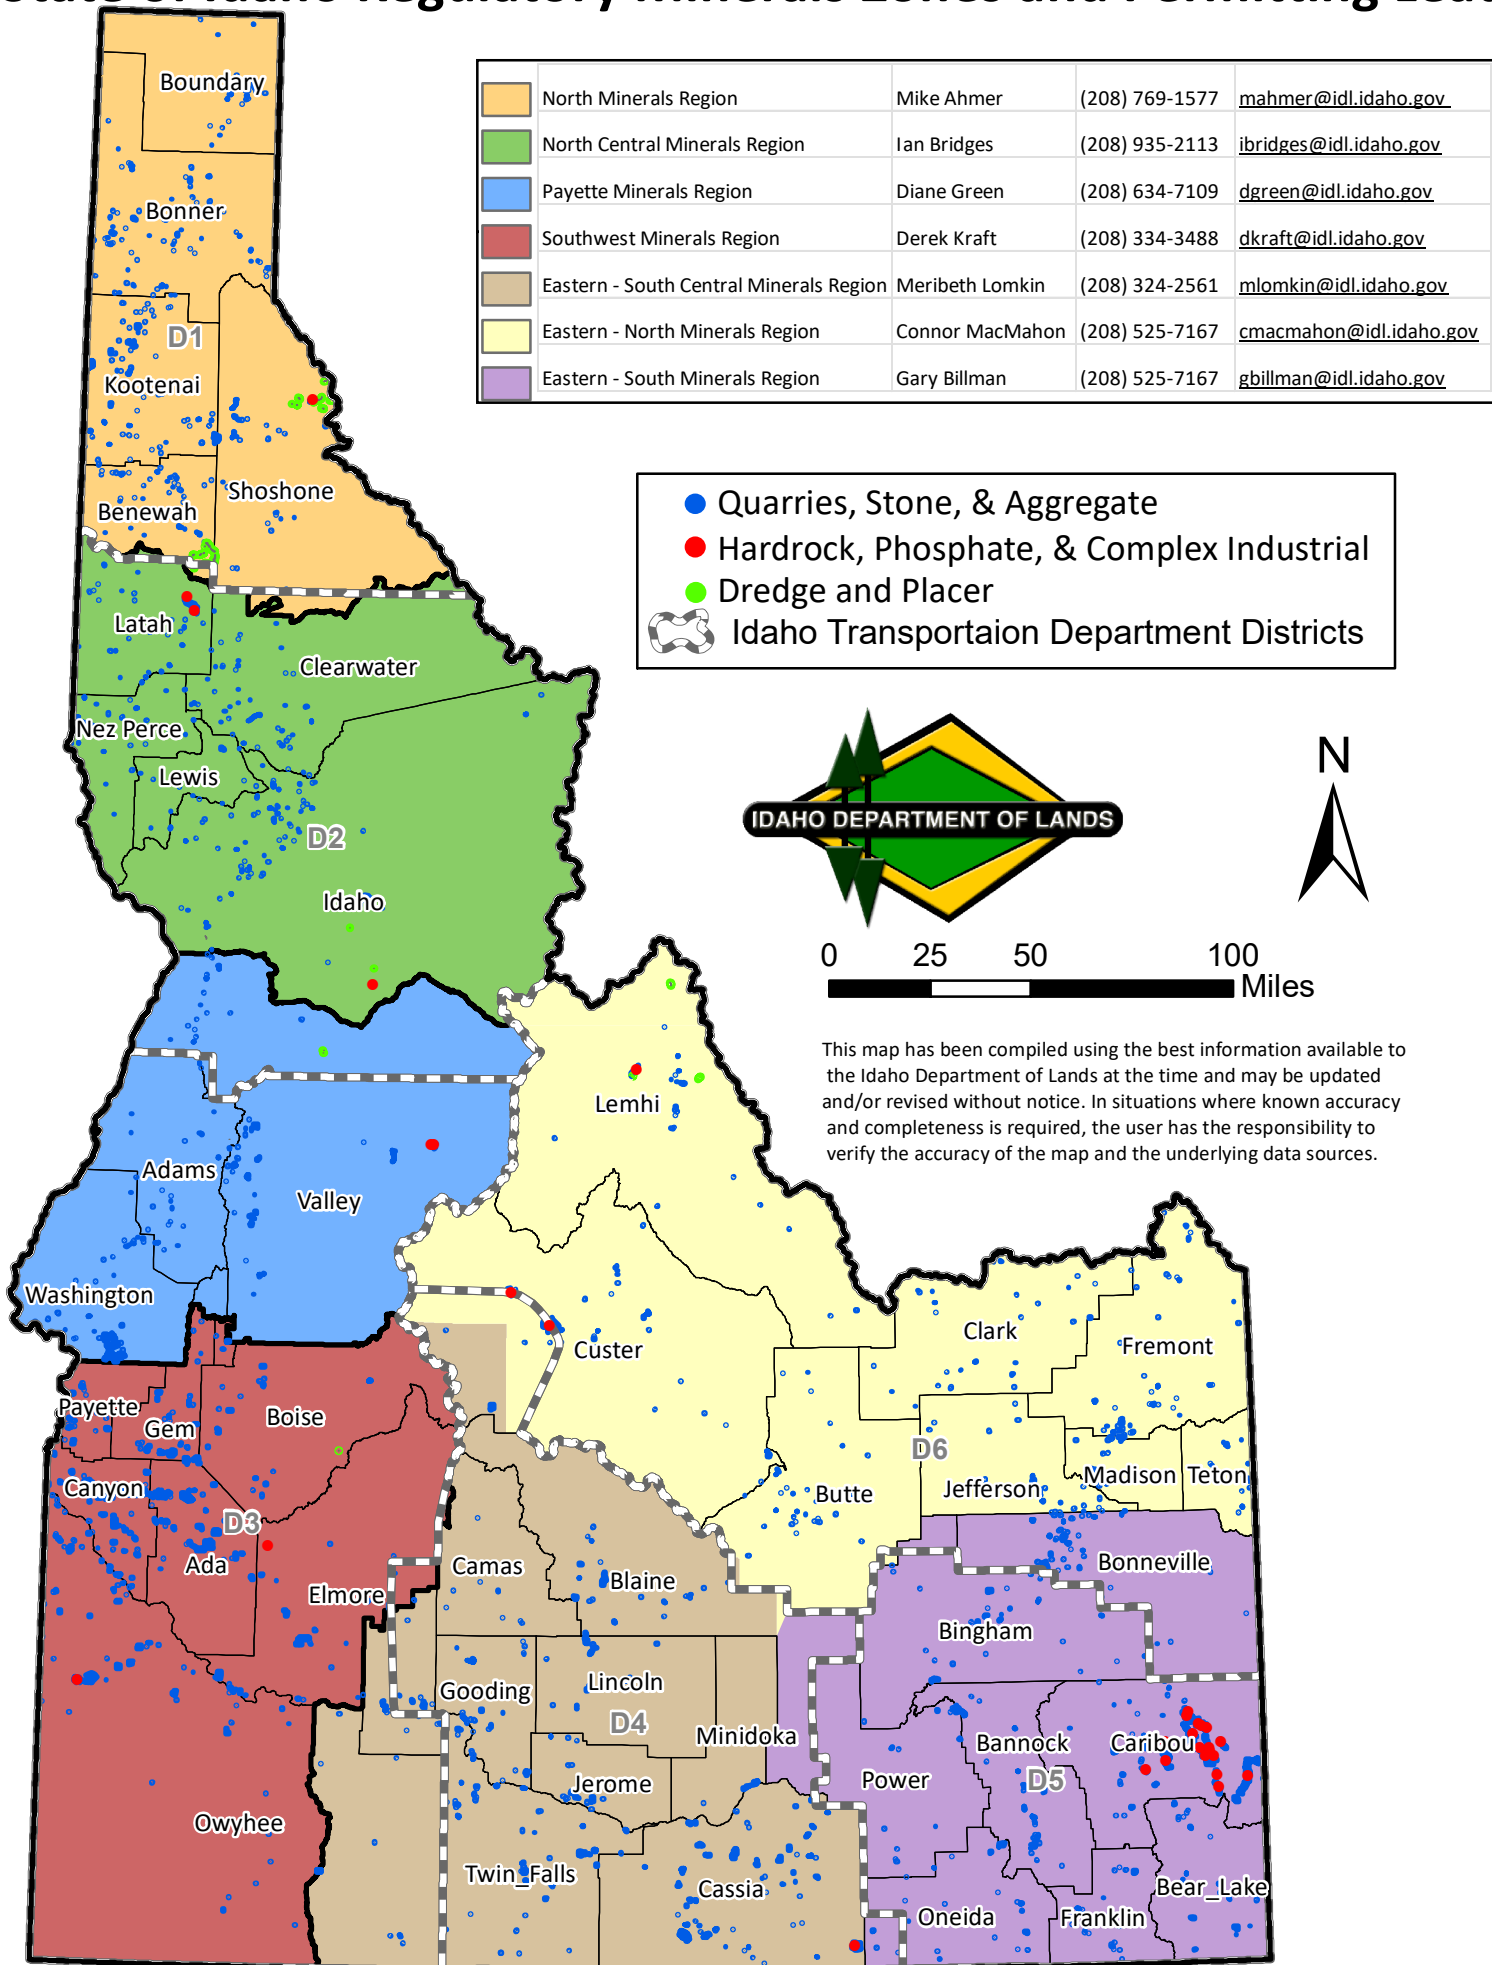 State of Idaho Regulatory Minerals Zones and Permitting Lead
North Minerals Region Mike Ahmer (208) 769-1577 mahmer@idl.idaho.gov
North Central Minerals Region Ian Bridges (208) 935-2113 ibridges@idl.idaho.gov
Payette Minerals Region Diane Green (208) 634-7109 dgreen@idl.idaho.gov
Southwest Minerals Region Derek Kraft (208) 334-3488 dkraft@idl.idaho.gov
Eastern - South Central Minerals Region Meribeth Lomkin (208) 324-2561 mlomkin@idl.idaho.gov
Eastern - North Minerals Region Connor MacMahon (208) 525-7167 cmacmahon@idl.idaho.gov
Eastern - South Minerals Region Gary Billman (208) 525-7167 gbillman@idl.idaho.gov
Quarries, Stone, & Aggregate
Hardrock, Phosphate, & Complex Industrial
Dredge and Placer
Idaho Transportaion Department Districts
IDAHO DEPARTMENT OF LANDS
N
0 25 50 100
Miles
This map has been compiled using the best information available to
the Idaho Department of Lands at the time and may be updated
and/or revised without notice. In situations where known accuracy
and completeness is required, the user has the responsibility to
verify the accuracy of the map and the underlying data sources.
Boundary
Bonner
D1
Kootenai
Shoshone
Benewah
Latah
Clearwater
Nez Perce
Lewis
D2
Idaho
Lemhi
Adams
Valley
Washington
Custer
Clark
Fremont
Payette
Gem
Boise
D6
Canyon
Butte
Jefferson
Madison
Teton
D3
Ada
Elmore
Camas
Blaine
Bonneville
Bingham
Gooding
Lincoln
D4
Minidoka
Bannock
Caribou
Jerome
Power
D5
Owyhee
Twin_Falls
Cassia
Bear_Lake
Oneida
Franklin